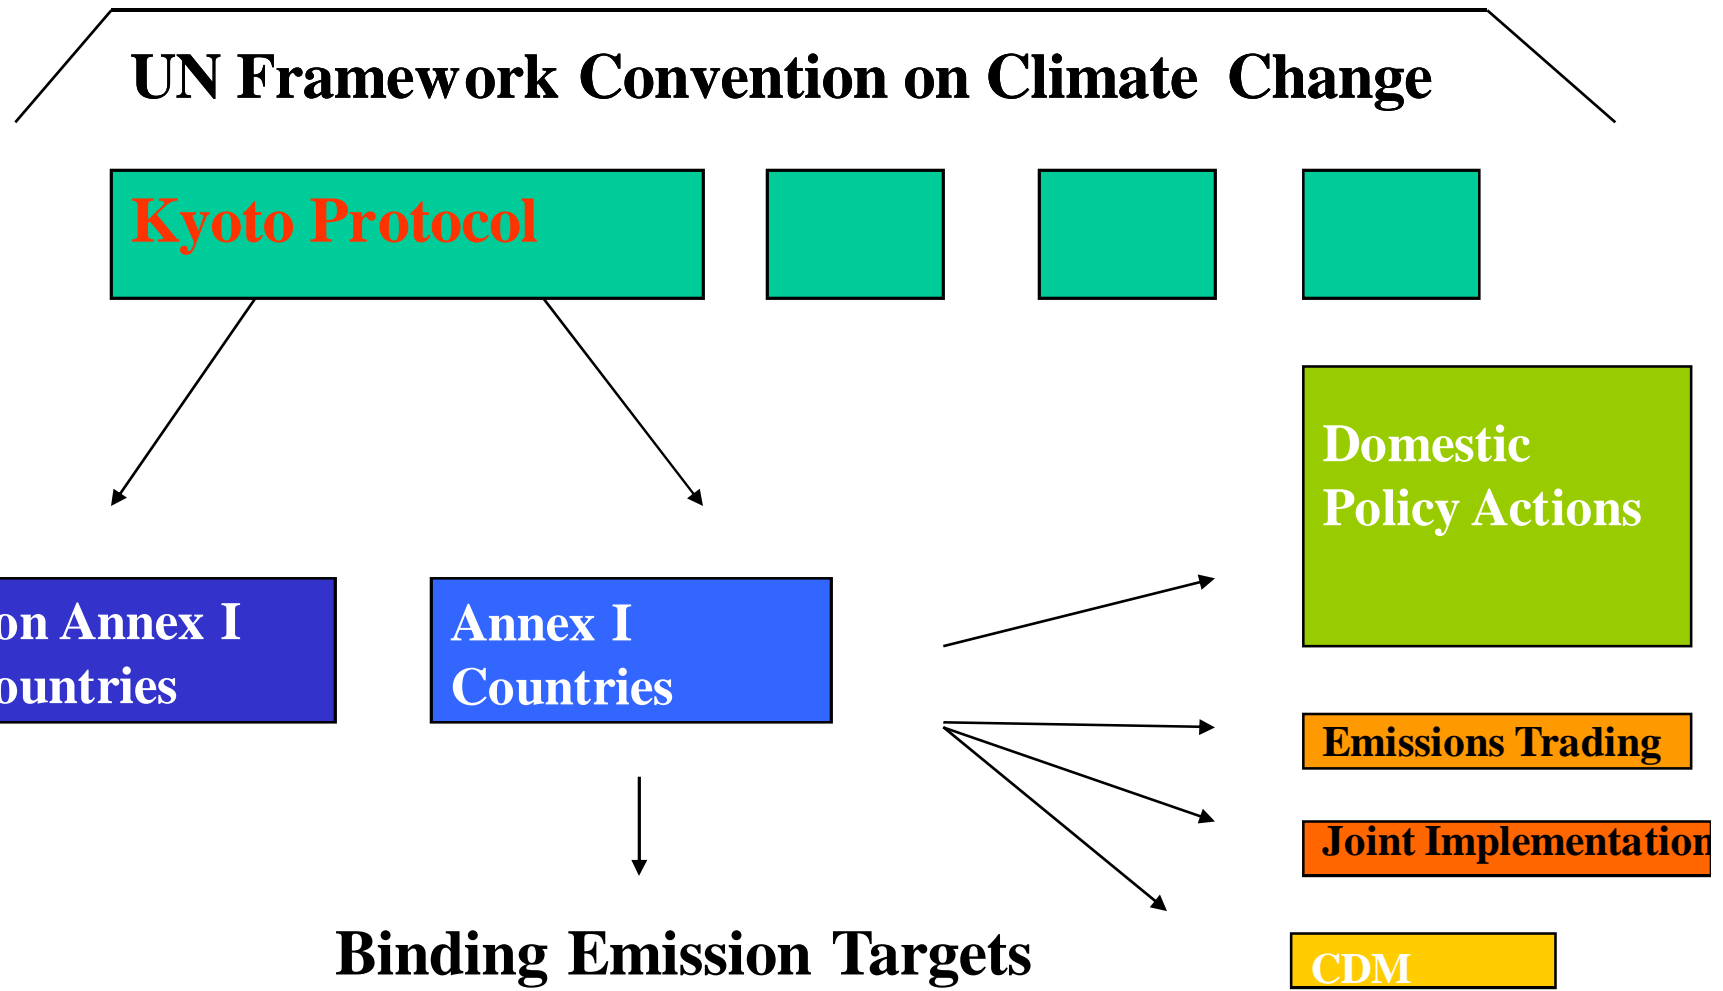 UN Framework Convention on Climate Change
Kyoto Protocol
Domestic
Policy Actions
on Annex I
ountries
Annex I
Countries
Emissions Trading
Joint Implementation
Binding Emission Targets
CDM